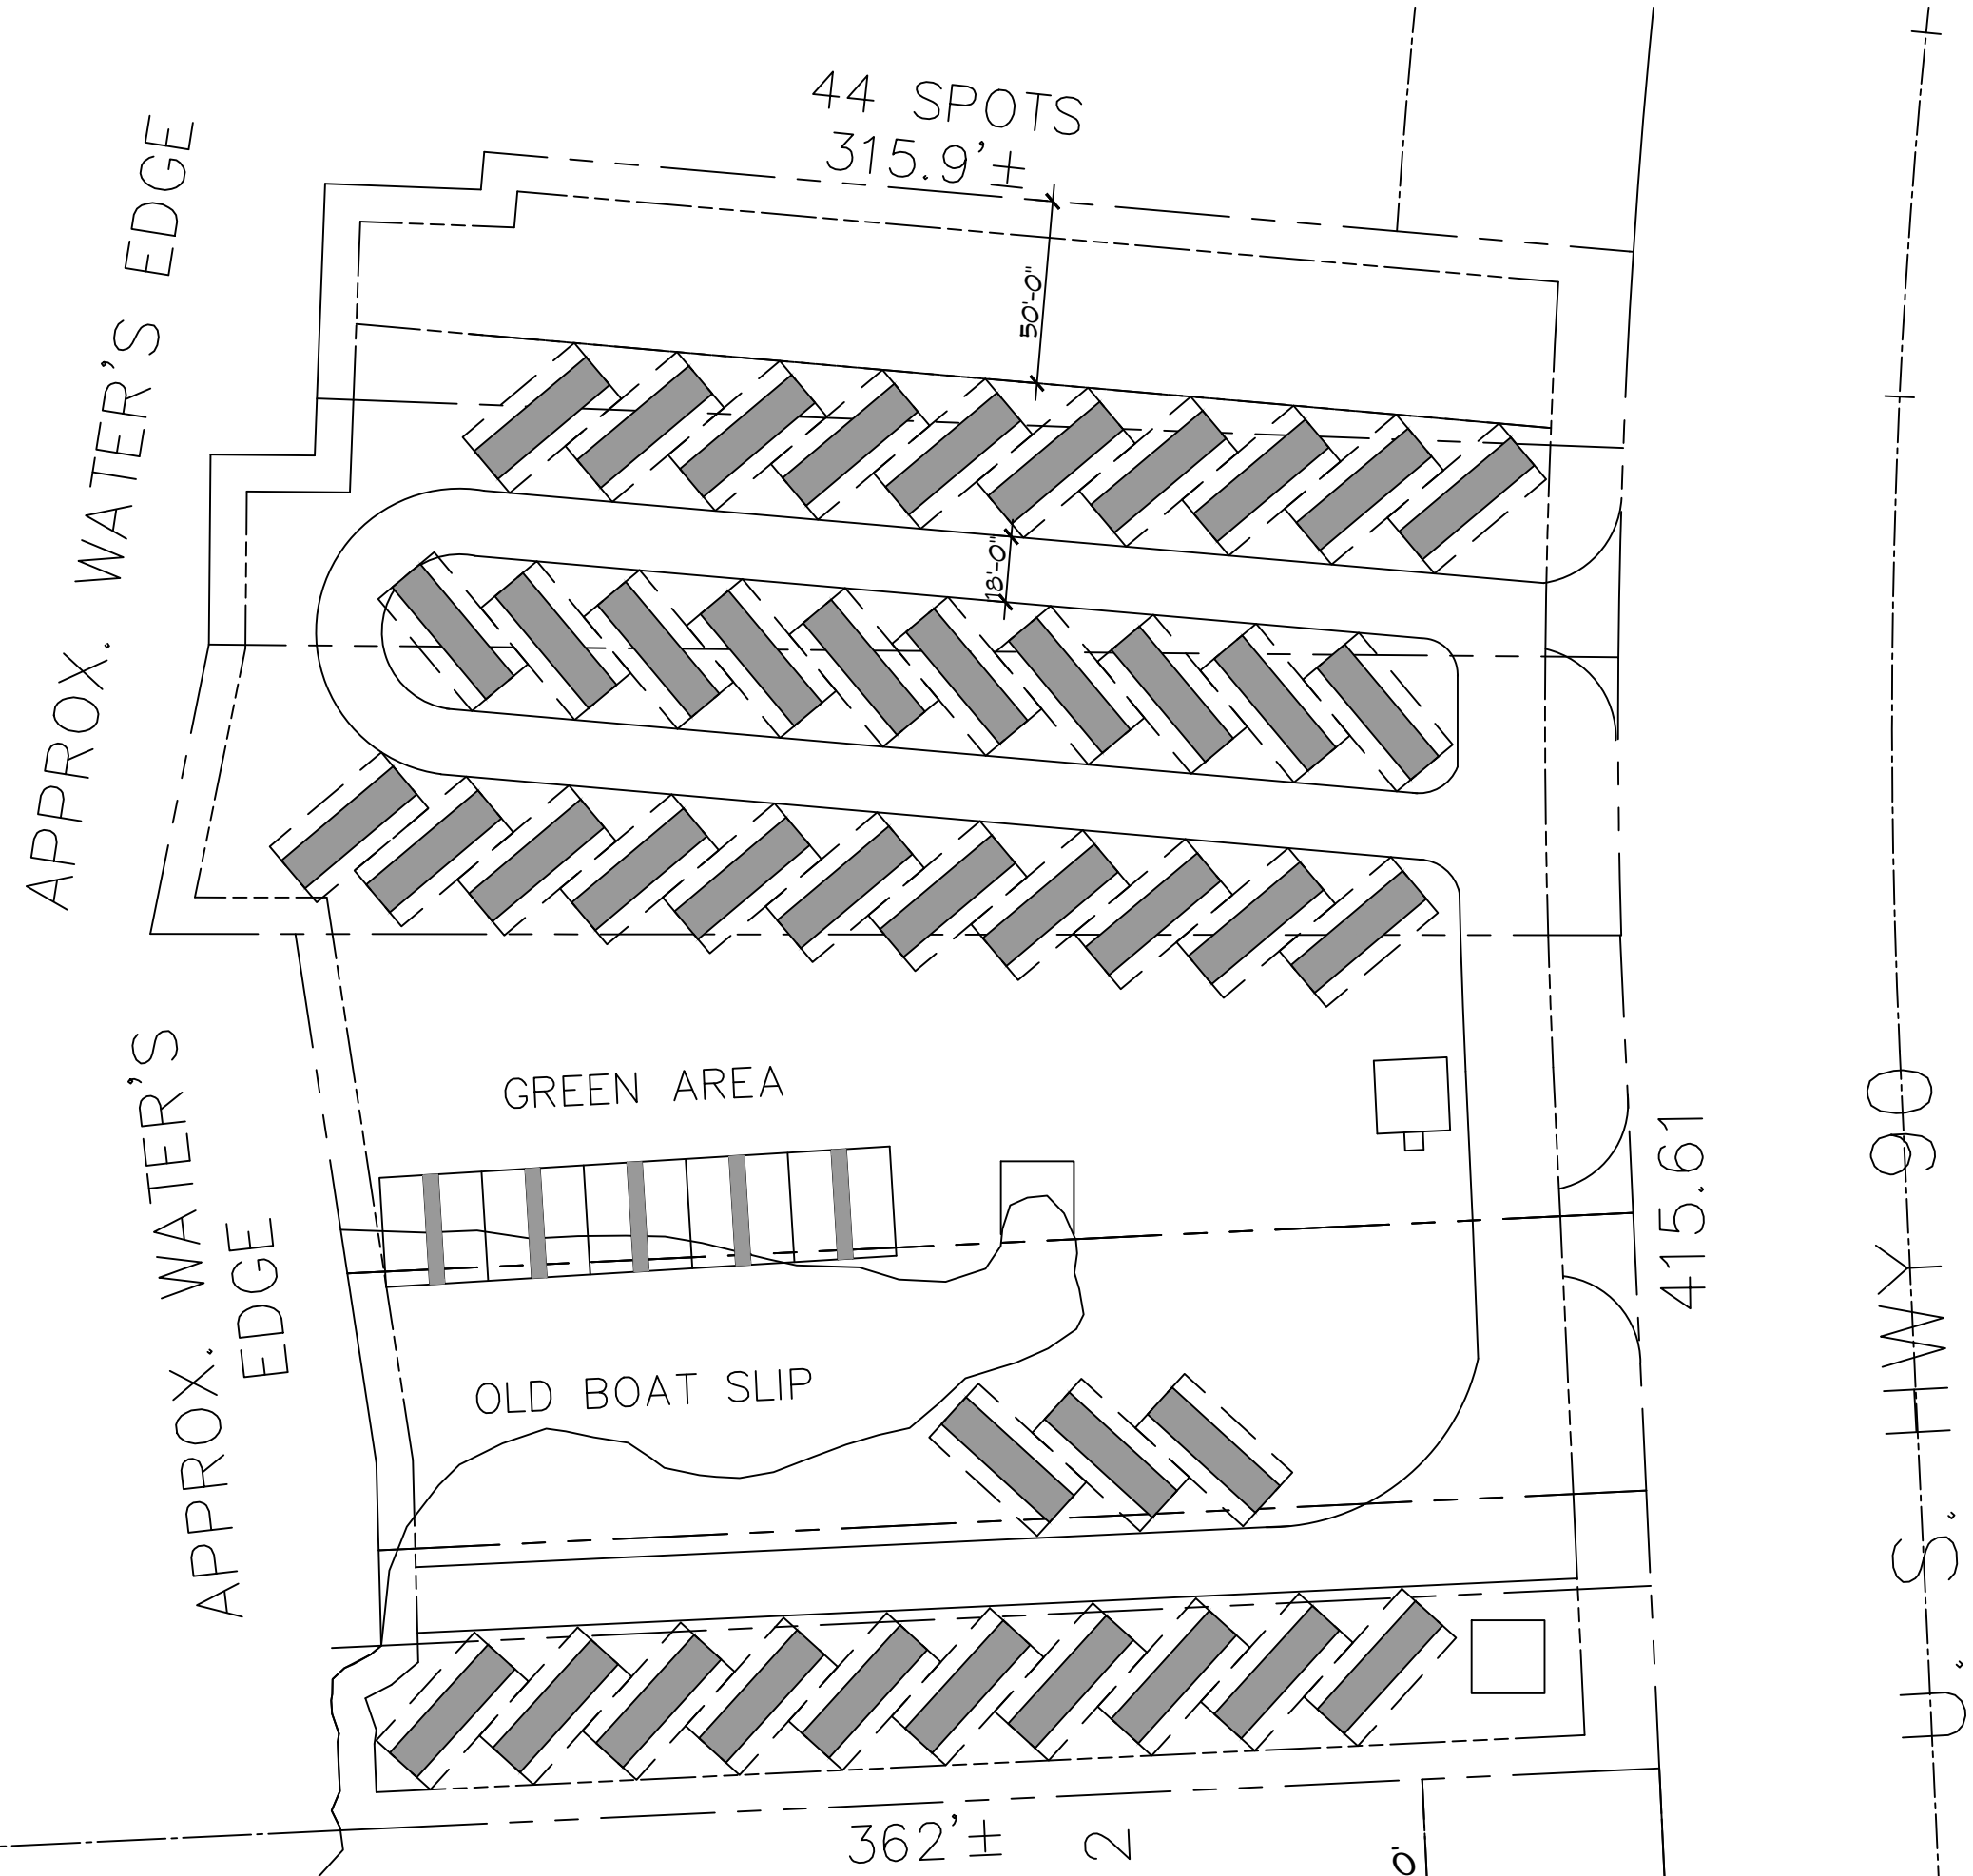 44 SPOTS
315.9'±
50'-0"
18'-0"
APPROX. WATER'S EDGE
GREEN AREA
APPROX. WATER'S
EDGE
OLD BOAT SLIP
415.61
U.S. HWY 90
362'±
2